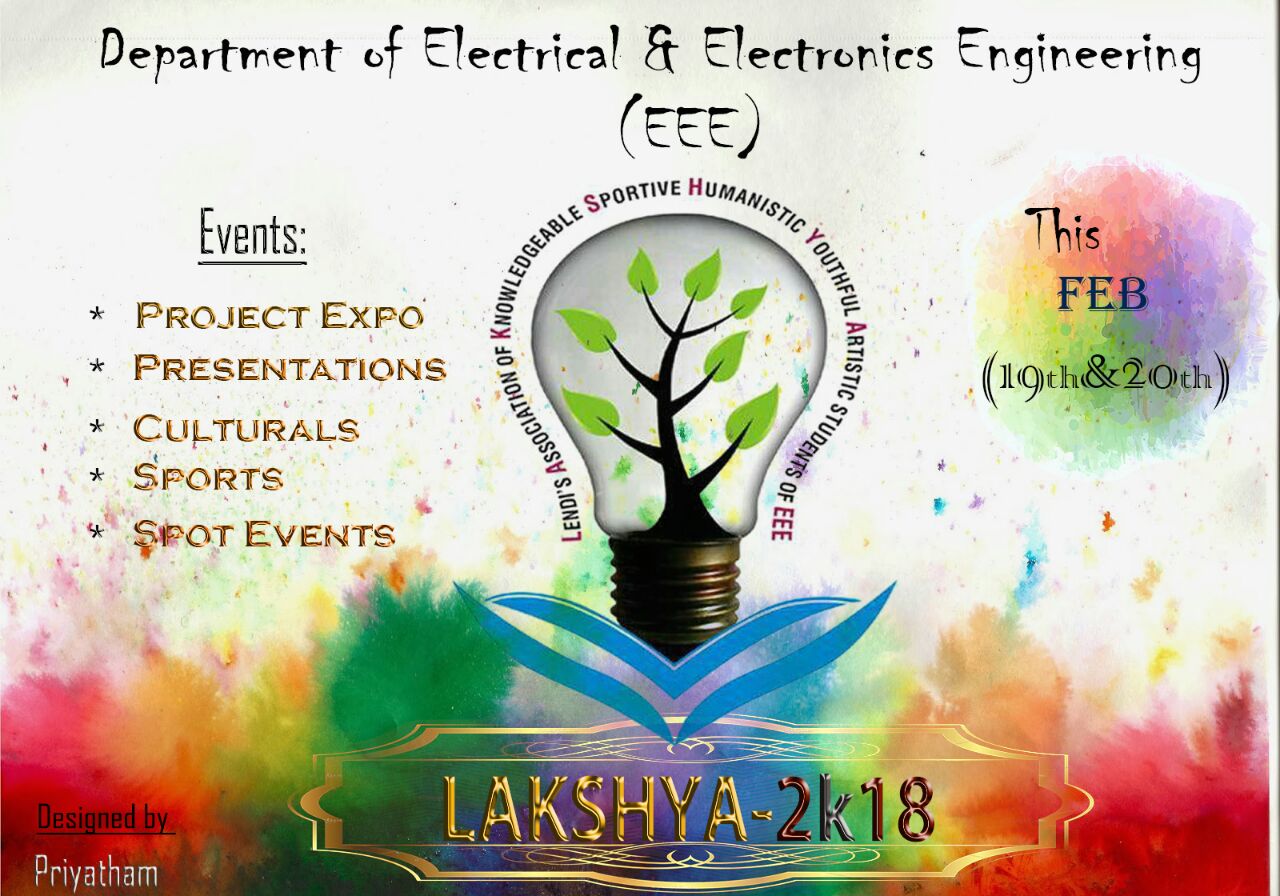 Department of Electrical & Electronics Engineering
(EEE)
Events:
* Project Expo
* Presentations
* Culturals
* Sports
* Spot Events
Lendi's Association of Knowledgeable Sportive Humanistic Youthful Artistic Students of EEE
This
FEB
(19th&20th)
LAKSHYA-2k18
Designed by
Priyatham